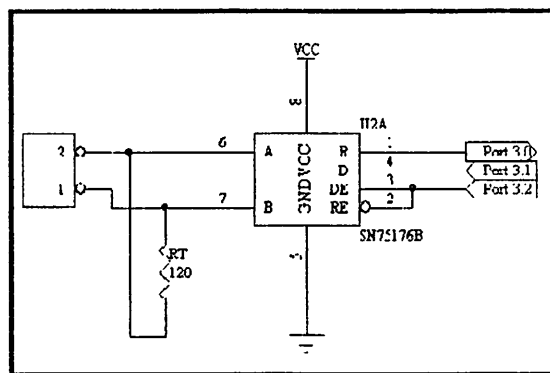 VCC
8
U2A
2
6
A
R
1
Port 3.0
4
D
Port 3.1
1
7
B
DE
3
Port 3.2
RE
2
GNDVCC
SN75176B
5
RT
120